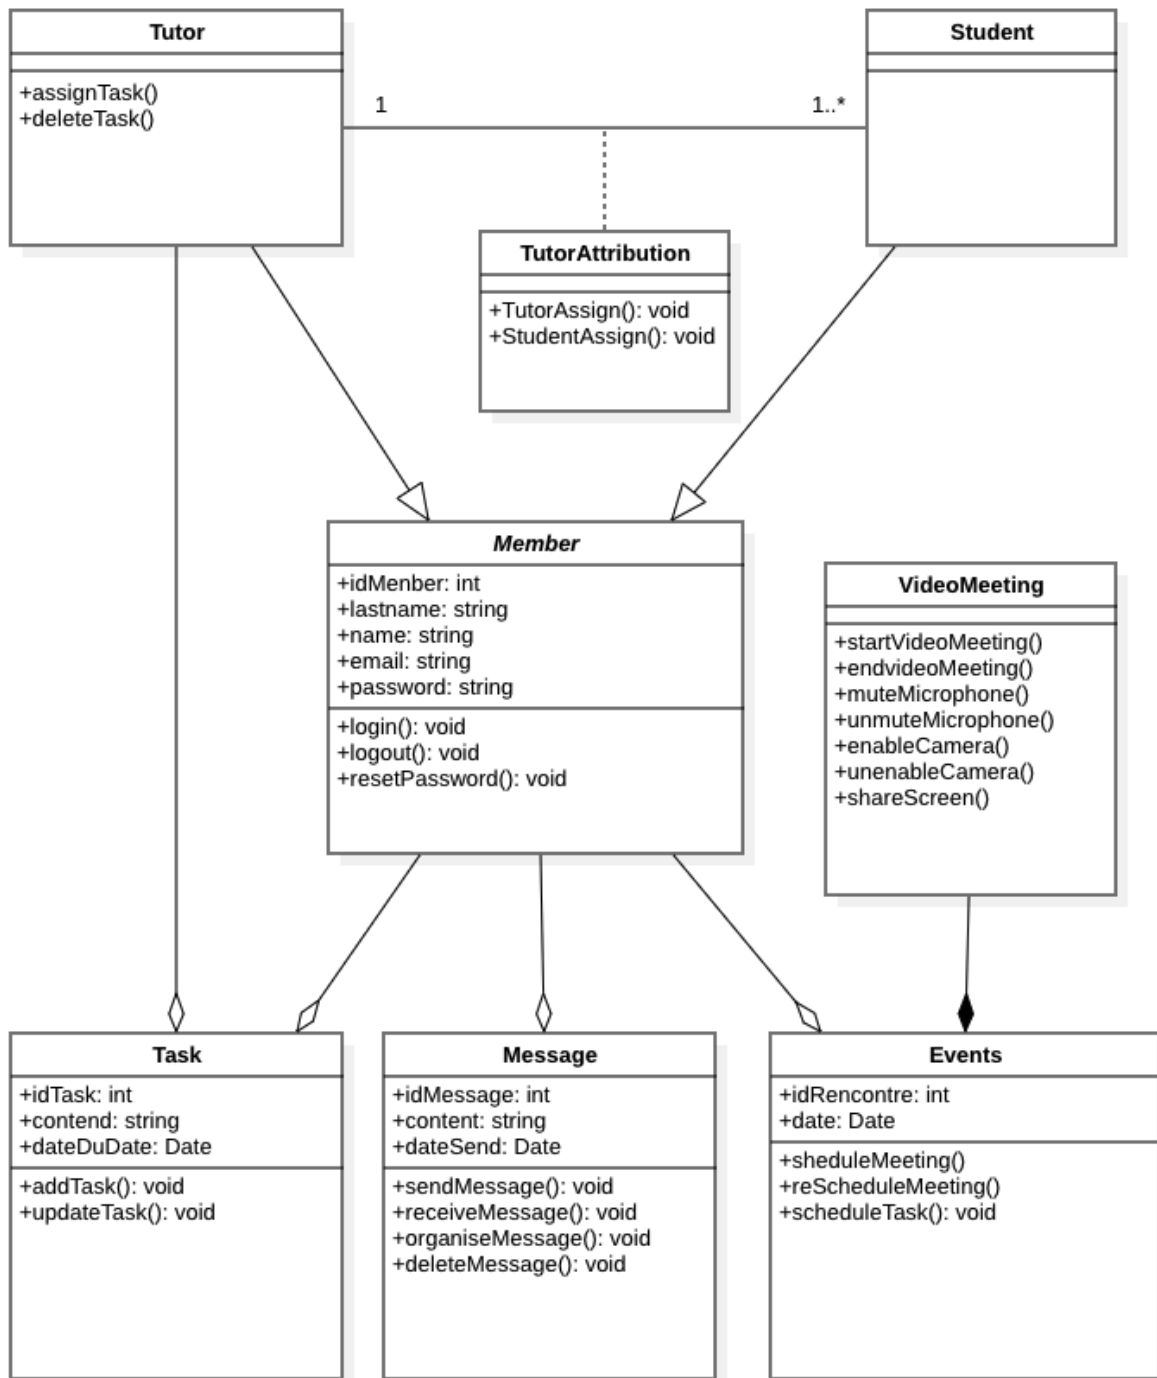 Tutor
+assignTask()
+deleteTask()
1
1..*
Student
TutorAttribution
+TutorAssign(): void
+StudentAssign(): void
Member
+idMenber: int
+lastname: string
+name: string
+email: string
+password: string
+login(): void
+logout(): void
+resetPassword(): void
VideoMeeting
+startVideoMeeting()
+endvideoMeeting()
+muteMicrophone()
+unmuteMicrophone()
+enableCamera()
+unenableCamera()
+shareScreen()
Task
+idTask: int
+contend: string
+dateDuDate: Date
+addTask(): void
+updateTask(): void
Message
+idMessage: int
+content: string
+dateSend: Date
+sendMessage(): void
+receiveMessage(): void
+organiseMessage(): void
+deleteMessage(): void
Events
+idRencontre: int
+date: Date
+sheduleMeeting()
+reScheduleMeeting()
+scheduleTask(): void